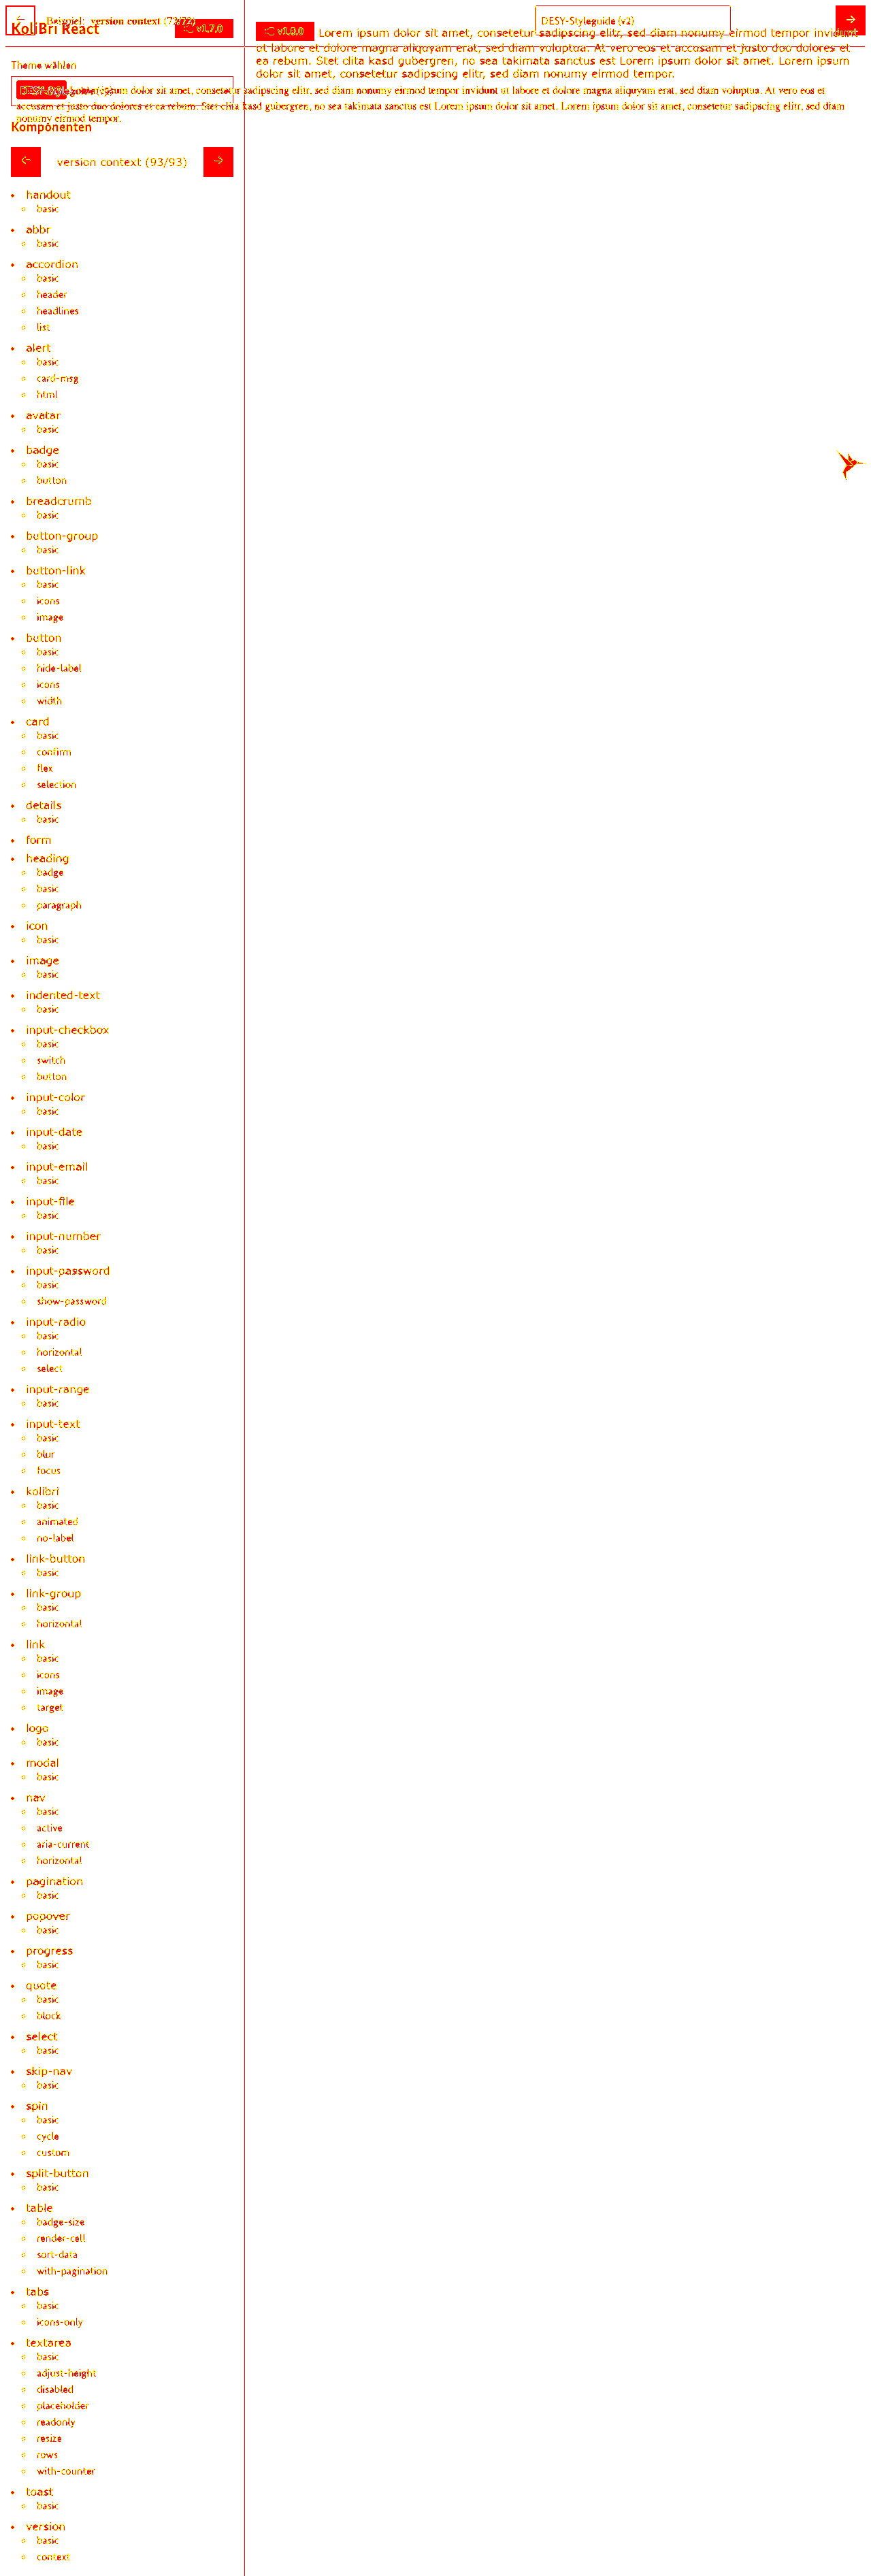 Beispiel: version context (72/72)
DESY-Styleguide (v2)
KoliBri React
v1.0.0
Lorem ipsum dolor sit amet, consetetur sadipscing elitr, sed diam nonumy eirmod tempor invidunt
ut labore et dolore magna aliquyam erat, sed diam voluptua. At vero eos et accusam et justo duo dolores et
ea rebum. Stet clita kasd gubergren, no sea takimata sanctus est Lorem ipsum dolor sit amet. Lorem ipsum
dolor sit amet, consetetur sadipscing elitr, sed diam nonumy eirmod tempor.
Theme wählen
ipsum dolor sit amet, consetetur sadipscing elitr, sed diam nonumy eirmod tempor invidunt ut labore et dolore magna aliquyam erat, sed diam voluptua. At vero eos et
accusam et justo duo dolores et ea rebum. Stet clita kasd gubergren, no sea takimata sanctus est Lorem ipsum dolor sit amet. Lorem ipsum dolor sit amet, consetetur sadipscing elitr, sed diam
nonumy eirmod tempor.
Komponenten
version context (93/93)
handout
basic
abbr
basic
accordion
basic
header
headlines
list
alert
basic
card-msg
html
avatar
basic
badge
basic
button
breadcrumb
basic
button-group
basic
button-link
basic
icons
image
button
basic
hide-label
icons
width
card
basic
confirm
flex
selection
details
basic
form
heading
badge
basic
paragraph
icon
basic
image
basic
indented-text
basic
input-checkbox
basic
switch
button
input-color
basic
input-date
basic
input-email
basic
input-file
basic
input-number
basic
input-password
basic
show-password
input-radio
basic
horizontal
select
input-range
basic
input-text
basic
blur
focus
kolibri
basic
animated
no-label
link-button
basic
link-group
basic
horizontal
link
basic
icons
image
target
logo
basic
modal
basic
nav
basic
active
aria-current
horizontal
pagination
basic
popover
basic
progress
basic
quote
basic
block
select
basic
skip-nav
basic
spin
basic
cycle
custom
split-button
basic
table
badge-size
render-cell
sort-data
with-pagination
tabs
basic
icons-only
textarea
basic
adjust-height
disabled
placeholder
readonly
resize
rows
with-counter
toast
basic
version
basic
context